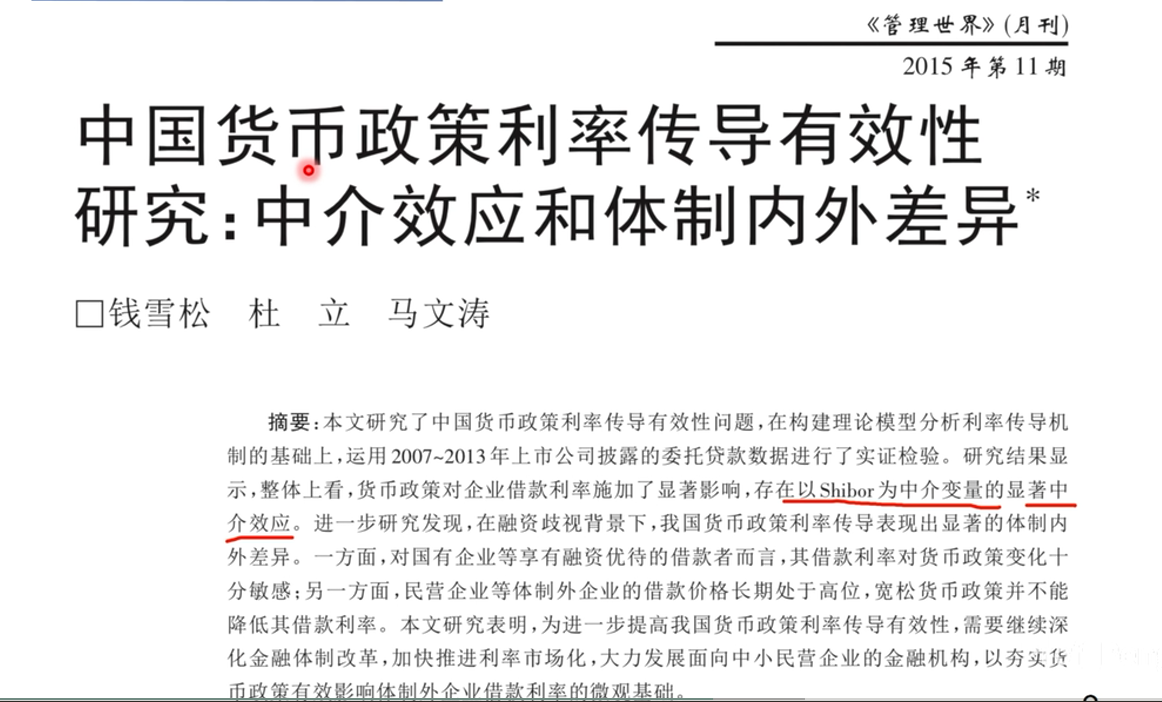 《管理世界》(月刊)
2015 年第 11 期
中国货币政策利率传导有效性
研究:中介效应和体制内外差异*
□钱雪松 杜 立 马文涛
摘要:本文研究了中国货币政策利率传导有效性问题,在构建理论模型分析利率传导机
制的基础上,运用 2007~2013 年上市公司披露的委托贷款数据进行了实证检验。研究结果显
示,整体上看,货币政策对企业借款利率施加了显著影响,存在以 Shibor 为中介变量的显著中
介效应。进一步研究发现,在融资歧视背景下,我国货币政策利率传导表现出显著的体制内
外差异。一方面,对国有企业等享有融资优待的借款者而言,其借款利率对货币政策变化十
分敏感;另一方面,民营企业等体制外企业的借款价格长期处于高位,宽松货币政策并不能
降低其借款利率。本文研究表明,为进一步提高我国货币政策利率传导有效性,需要继续深
化金融体制改革,加快推进利率市场化,大力发展面向中小民营企业的金融机构,以夯实货
币政策有效影响体制外企业借款利率的微观基础。